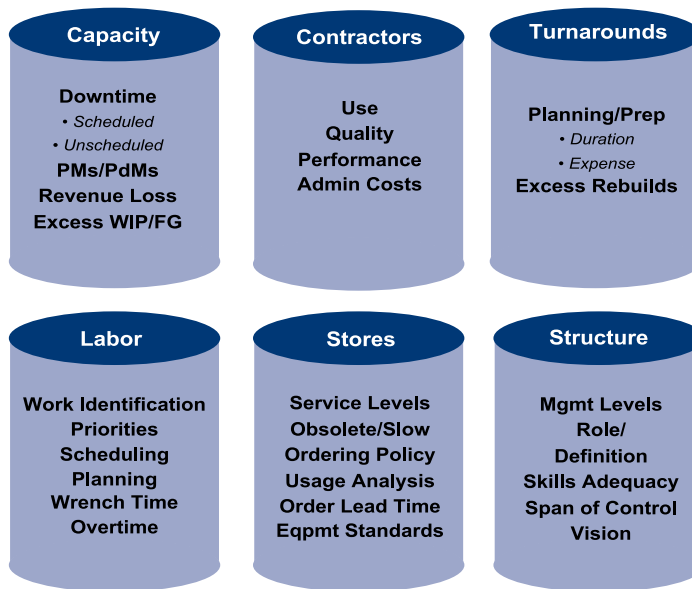 Capacity
Downtime
• Scheduled
• Unscheduled
PMs/PdMs
Revenue Loss
Excess WIP/FG
Contractors
Use
Quality
Performance
Admin Costs
Turnarounds
Planning/Prep
• Duration
• Expense
Excess Rebuilds
Labor
Work Identification
Priorities
Scheduling
Planning
Wrench Time
Overtime
Stores
Service Levels
Obsolete/Slow
Ordering Policy
Usage Analysis
Order Lead Time
Eqpmt Standards
Structure
Mgmt Levels
Role/
Definition
Skills Adequacy
Span of Control
Vision